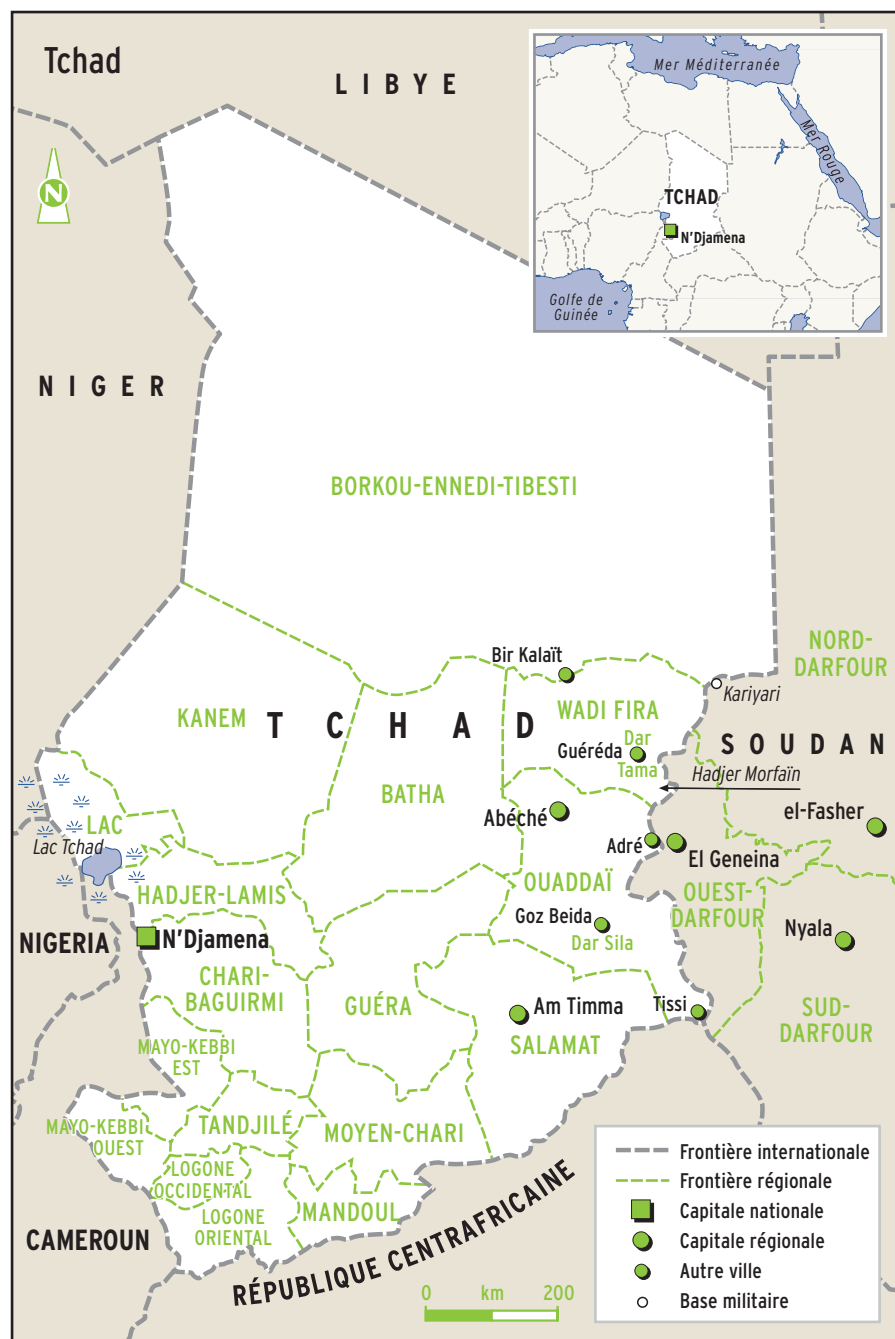 Tchad
LIBYE
Mer Méditerranée
Mer Rouge
TCHAD
N'Djamena
Golfe de
Guinée
N
NIGER
BORKOU-ENNEDI-TIBESTI
NORD-
DARFOUR
Bir Kalaït
Kariyari
KANEM
TCHAD
WADI FIRA
Guéréda
Dar
Tama
SOUDAN
Hadjer Morfaïn
BATHA
Abéché
el-Fasher
LAC
Lac Tchad
Adré
El Geneina
HADJER-LAMIS
OUADDAÏ
OUEST-
DARFOUR
Goz Beida
Dar Sila
Nyala
NIGERIA
N'Djamena
CHARI-
BAGUIRMI
GUÉRA
Am Timma
Tissi
SALAMAT
SUD-
DARFOUR
MAYO-KEBBI
EST
MAYO-KEBBI
OUEST
TANDJILÉ
MOYEN-CHARI
LOGONE
OCCIDENTAL
LOGONE
ORIENTAL
MANDOUL
CAMEROUN
RÉPUBLIQUE CENTRAFRICAINE
0 km 200
Frontière internationale
Frontière régionale
Capitale nationale
Capitale régionale
Autre ville
Base militaire